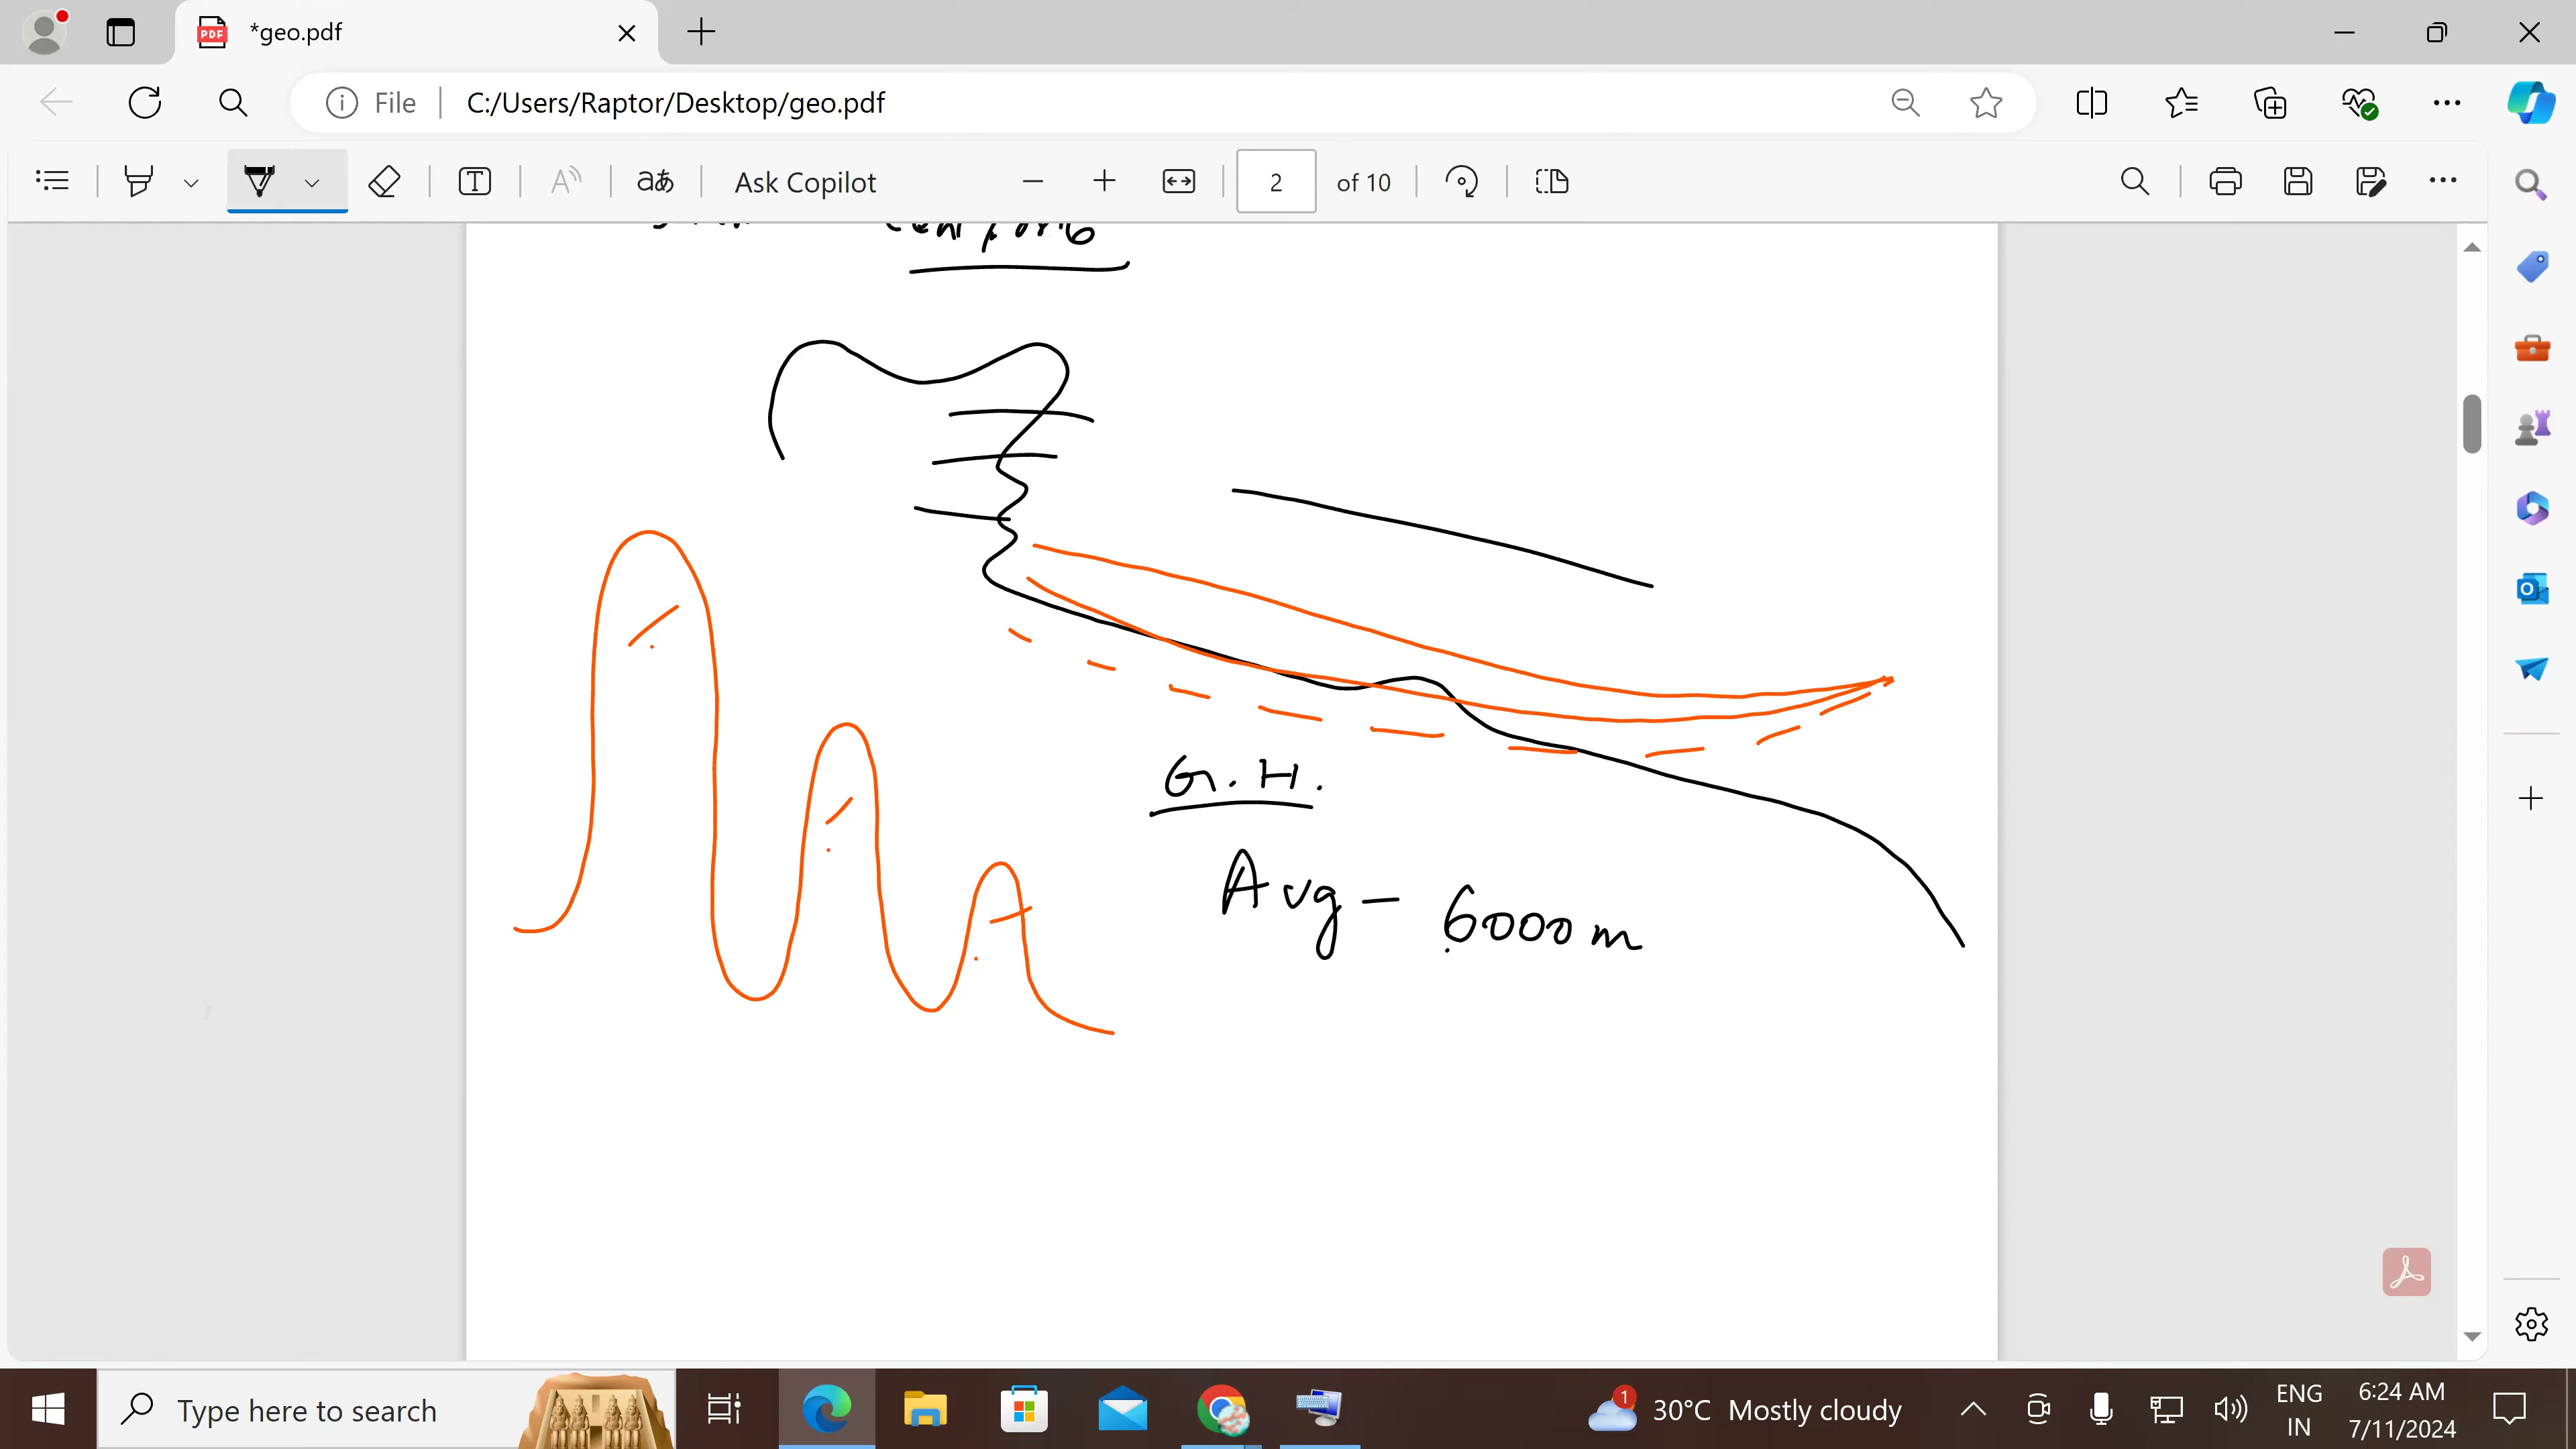 *geo.pdf
File
C:/Users/Raptor/Desktop/geo.pdf
Ask Copilot
2 of 10
G.H.
Avg – 6000 m
Type here to search
1
30°C Mostly cloudy
ENG
IN
6:24 AM
7/11/2024